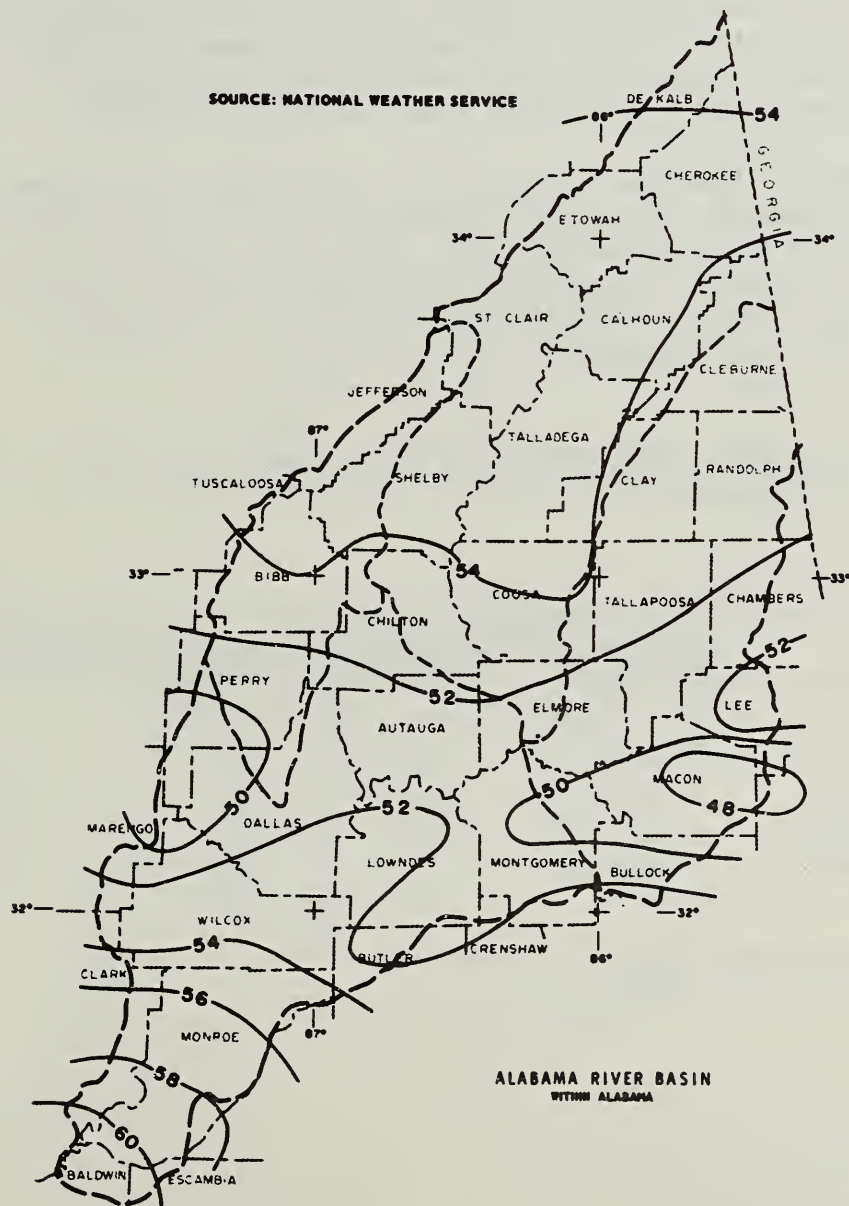 SOURCE: NATIONAL WEATHER SERVICE
DE KALB
86°
54
GEORGIA
CHEROKEE
ETOWAH
34°
34°
ST CLAIR
CALHOUN
CLEBURNE
JEFFERSON
87°
TALLADEGA
TUSCALOOSA
SHELBY
CLAY
RANDOLPH
33°
BIBB
54
COOSA
TALLAPOOSA
CHAMBERS
33°
CHILTON
52
PERRY
52
ELMORE
LEE
AUTAUGA
50
50
MACON
48
MARENGO
DALLAS
52
LOWNDES
MONTGOMERY
BULLOCK
32°
WILCOX
32°
54
BUTLER
CRENSHAW
86°
CLARK
56
MONROE
87°
58
ALABAMA RIVER BASIN
WITHIN ALABAMA
60
BALDWIN
ESCAMBIA